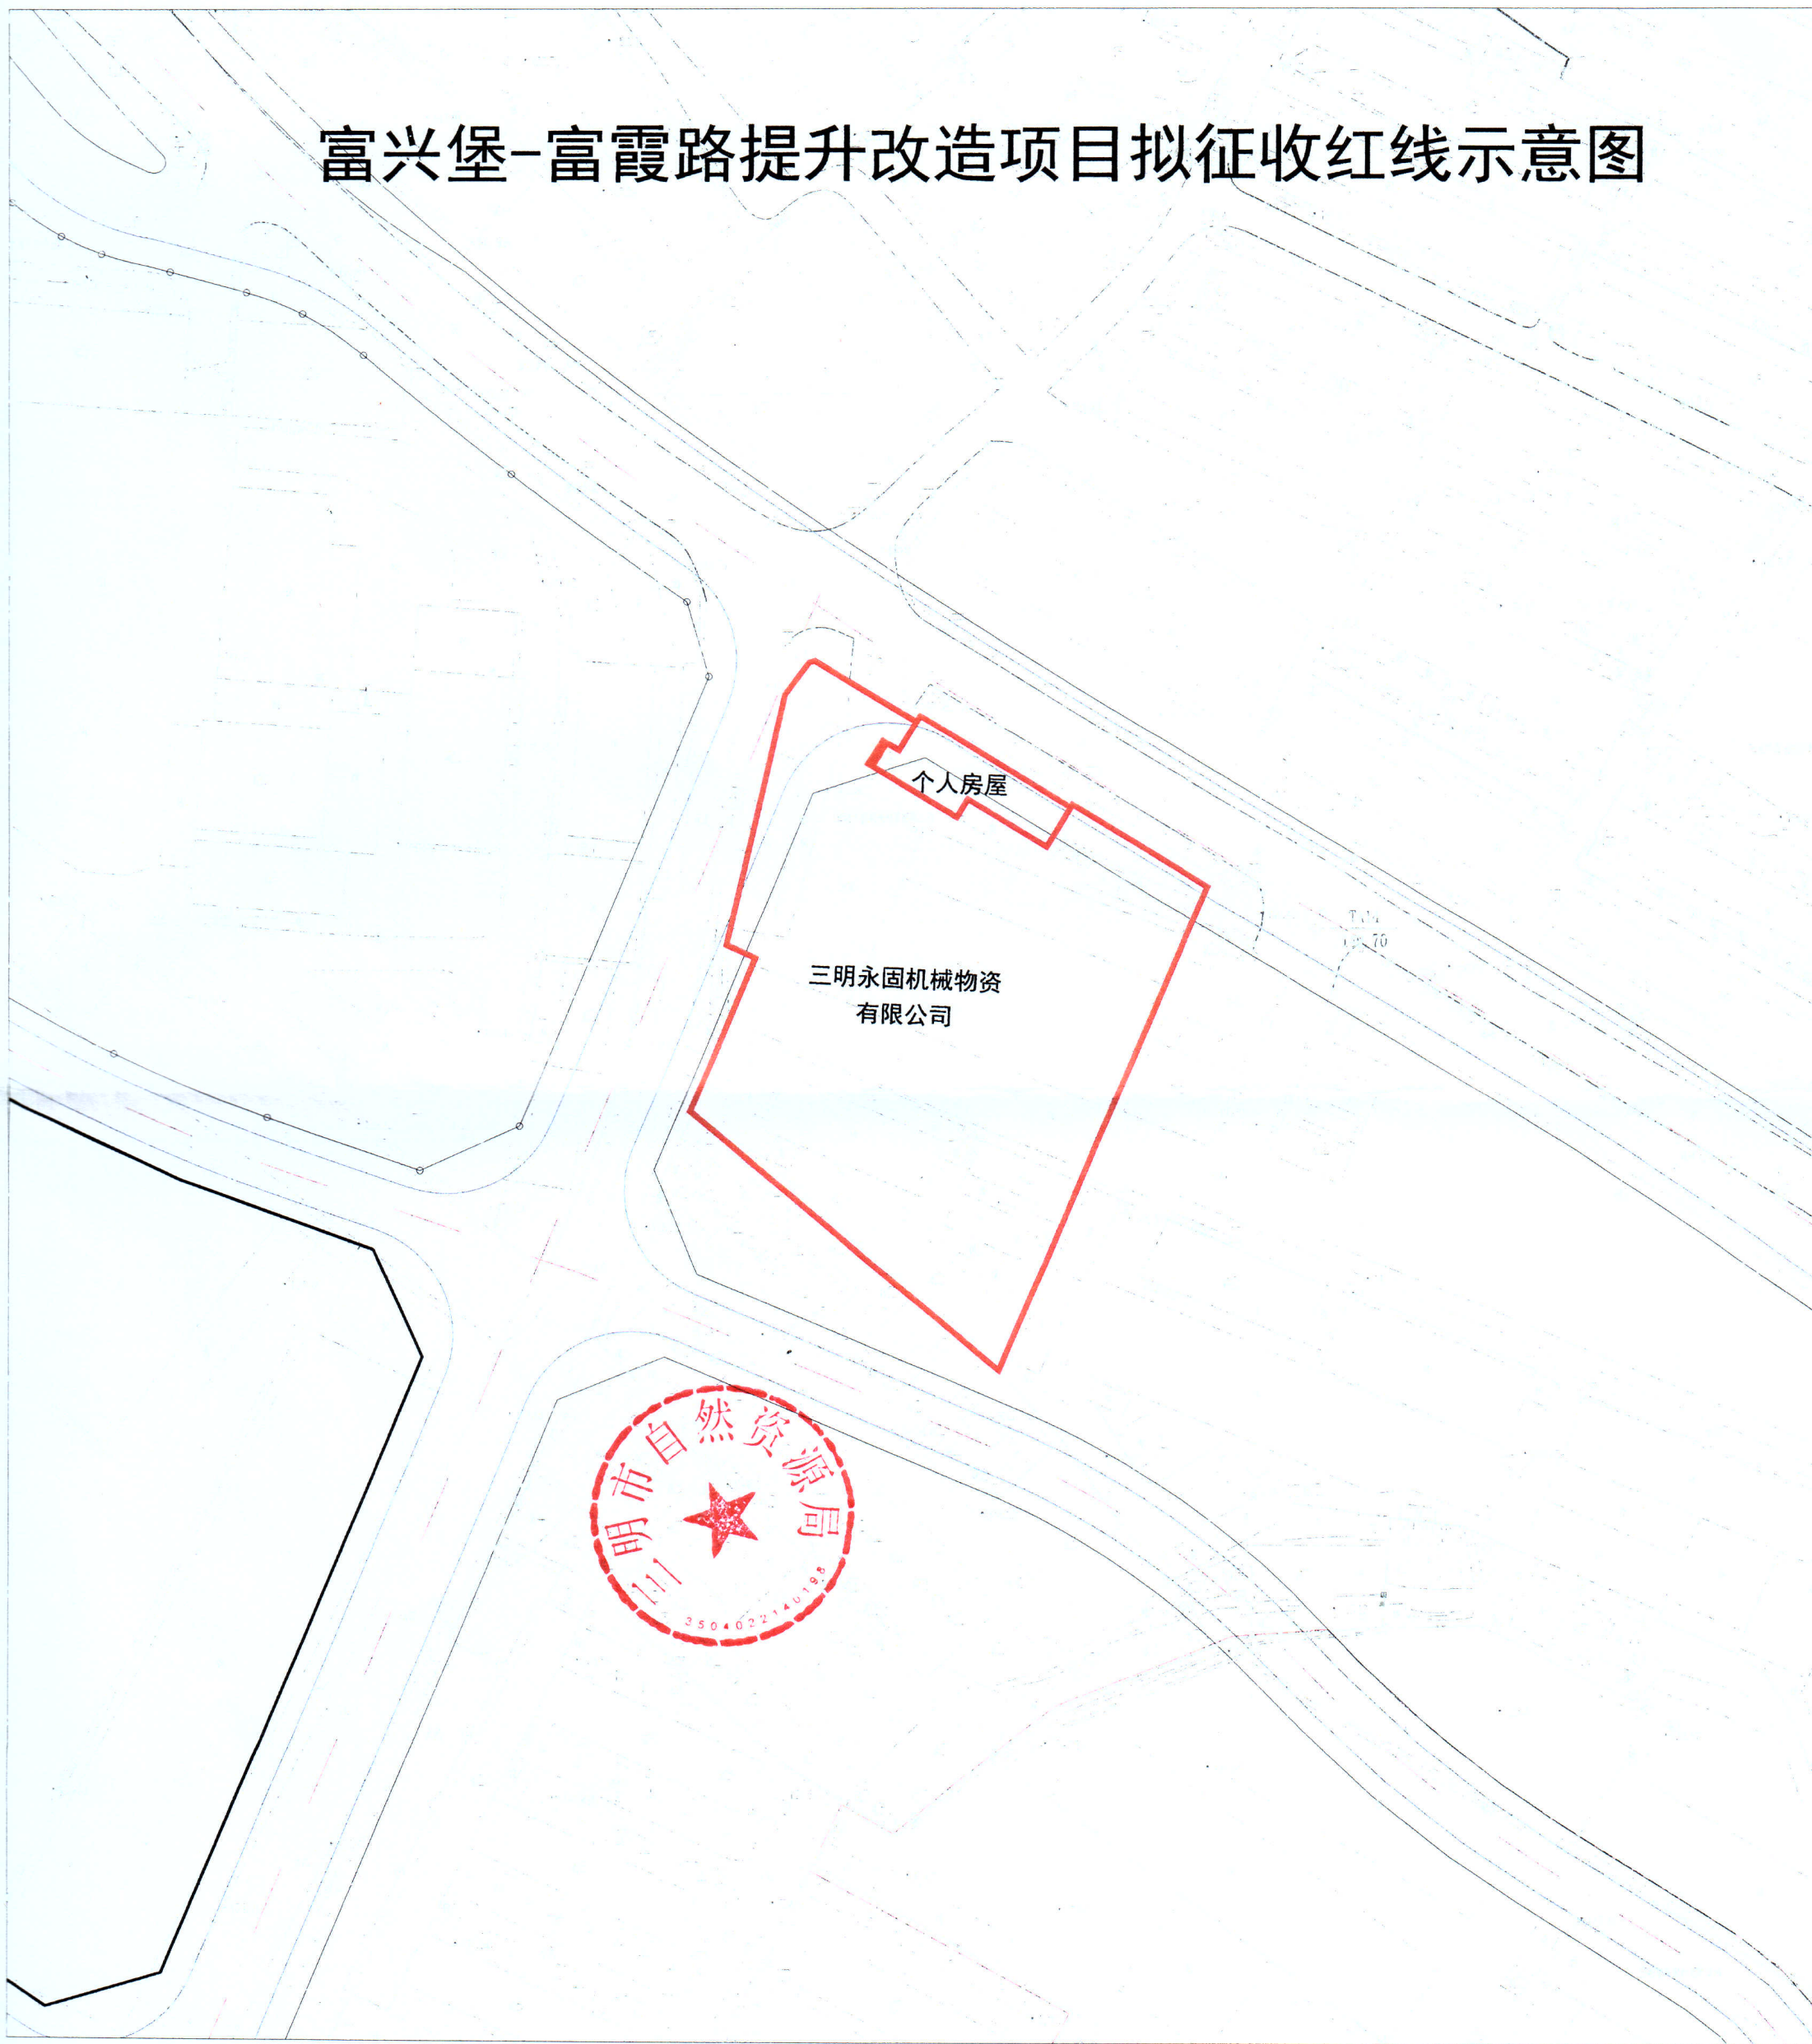 富兴堡-富霞路提升改造项目拟征收红线示意图
个人房屋
三明永固机械物资
有限公司
三明市自然资源局
3504022140198